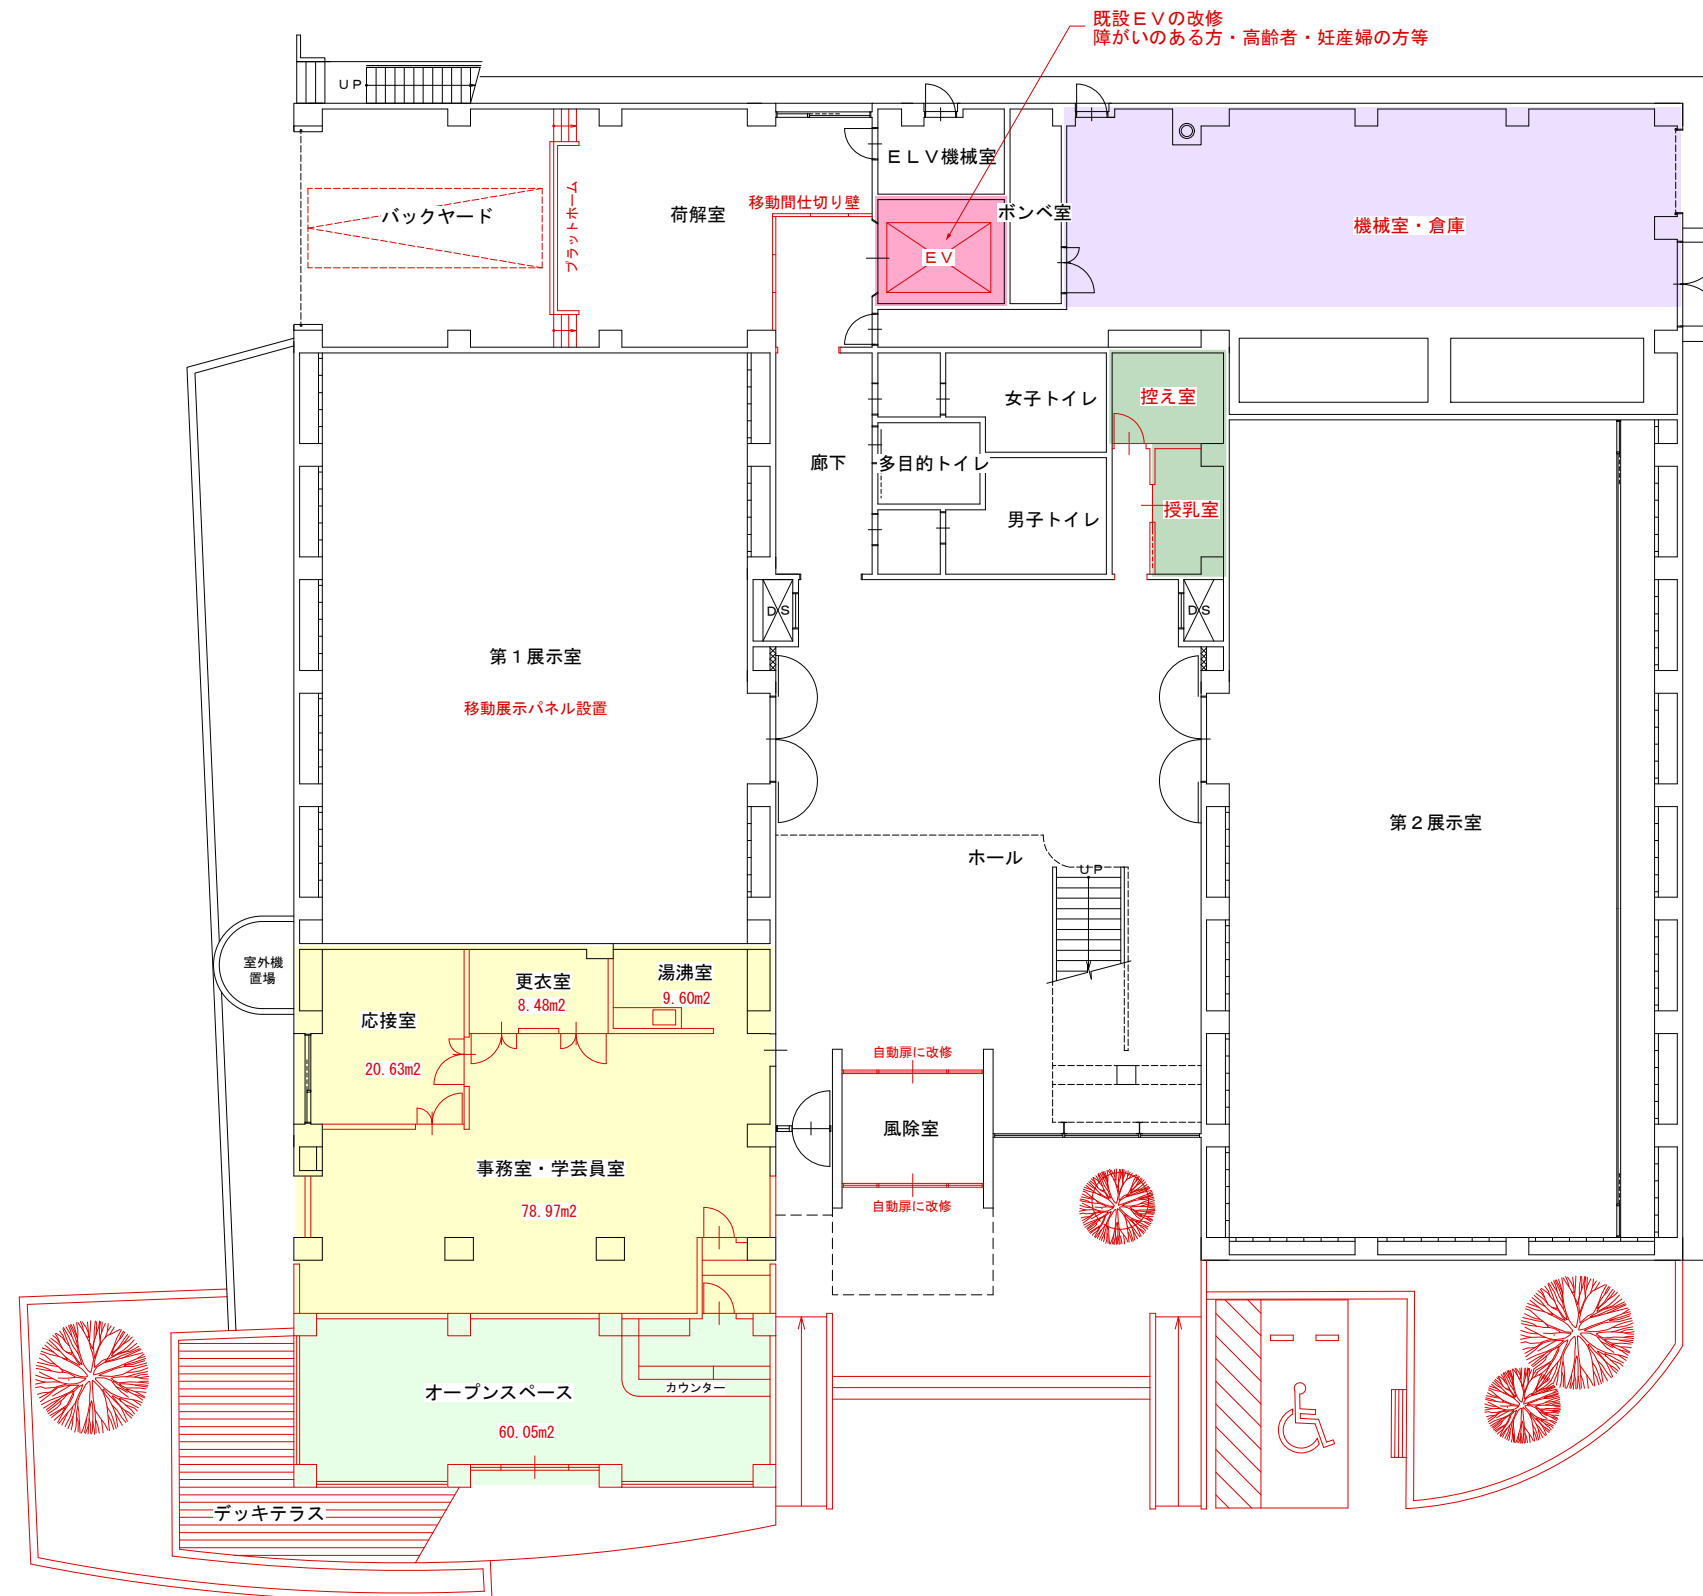 既設EVの改修
障がいのある方・高齢者・妊産婦の方等
UP
ELV機械室
バックヤード
プラットホーム
荷解室
移動間仕切り壁
ボンベ室
機械室・倉庫
EV
女子トイレ
控え室
廊下
多目的トイレ
男子トイレ
授乳室
DS
DS
第1展示室
移動展示パネル設置
第2展示室
ホール
UP
室外機
置場
更衣室
8.48m2
湯沸室
9.60m2
応接室
20.63m2
自動扉に改修
風除室
自動扉に改修
事務室・学芸員室
78.97m2
オープンスペース
カウンター
60.05m2
デッキテラス